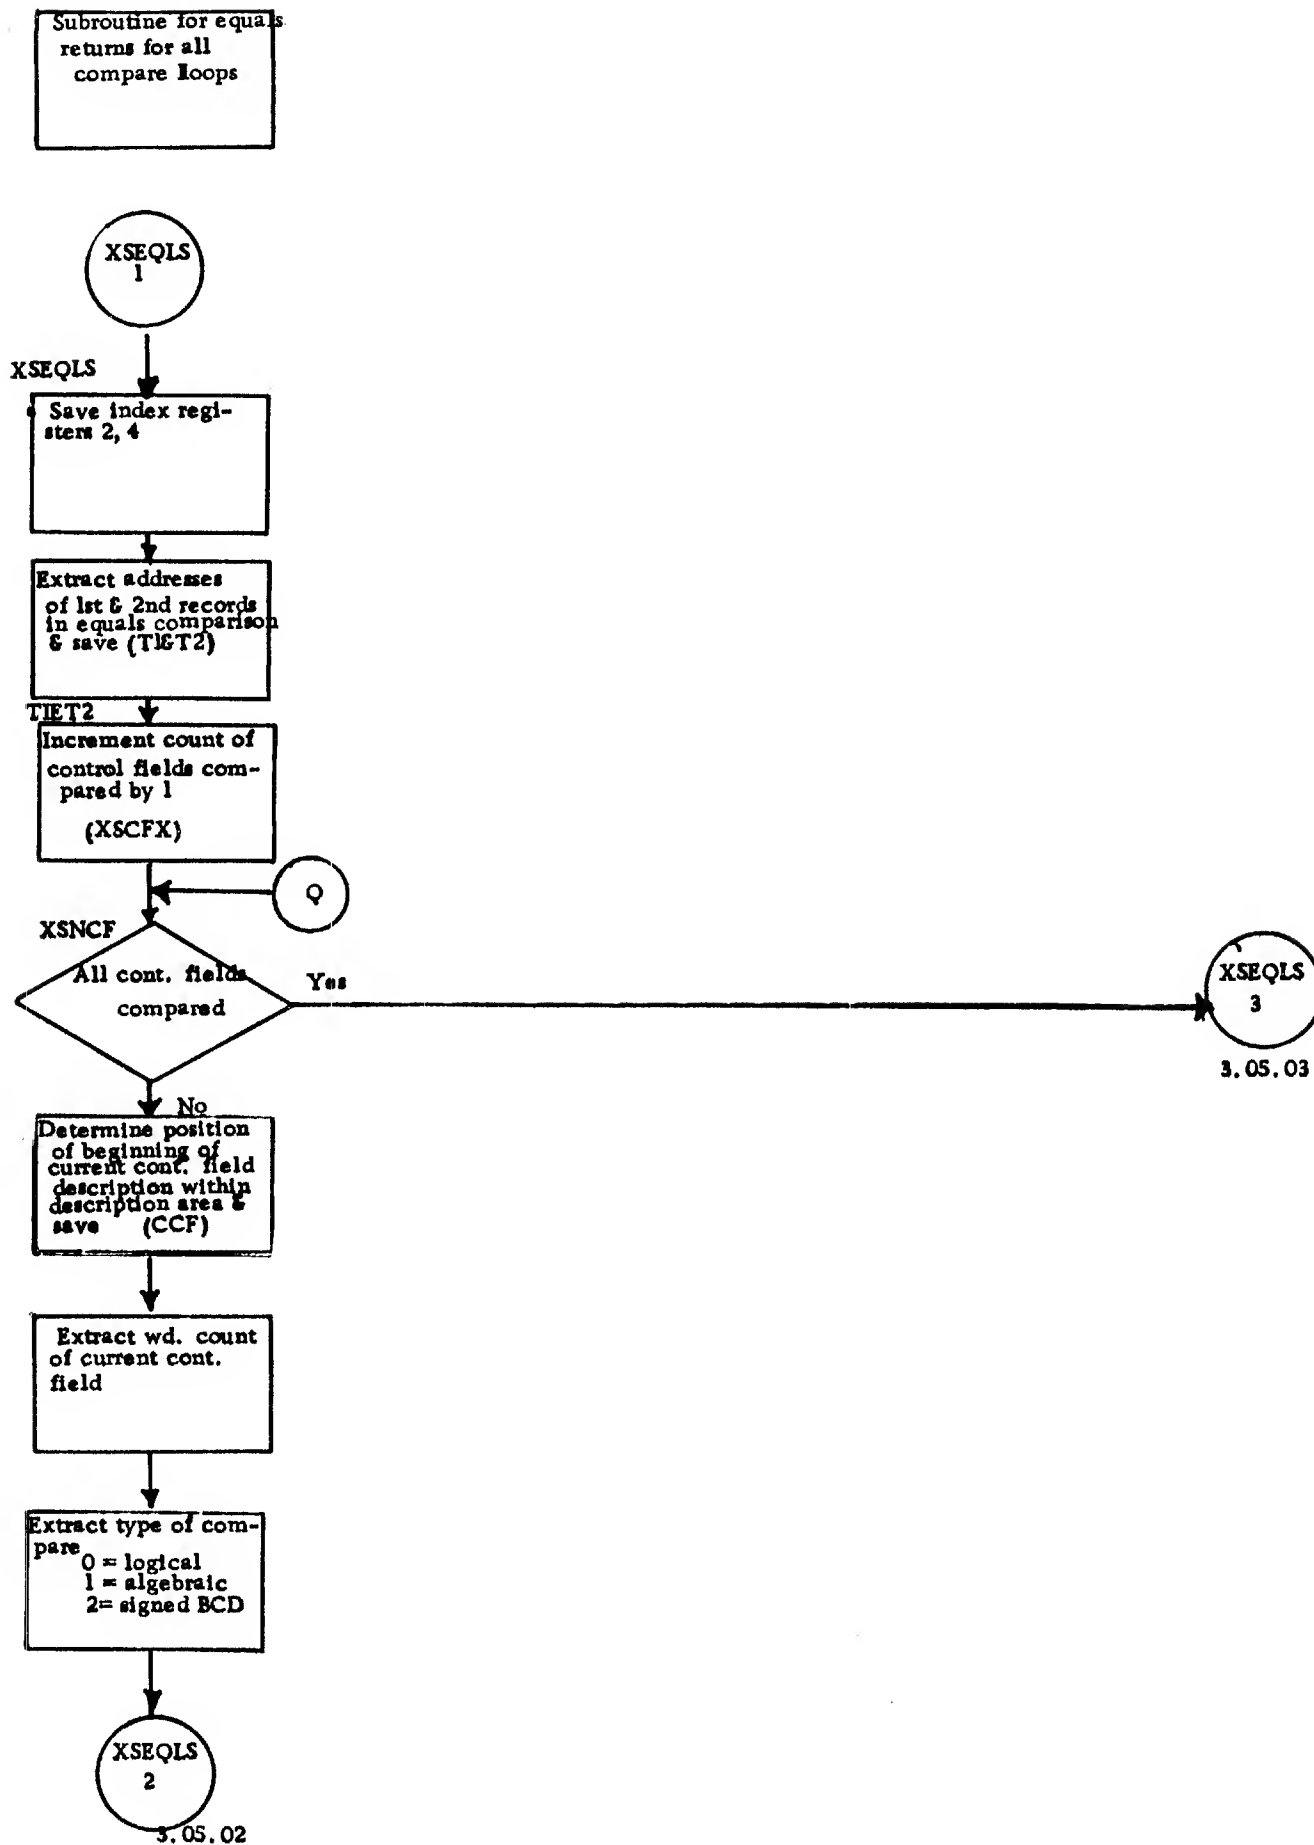 Subroutine for equals
returns for all
compare loops
XSEQLS
1
XSEQLS
Save index regi-
sters 2, 4
Extract addresses
of 1st & 2nd records
in equals comparison
& save (T1&T2)
T1ET2
Increment count of
control fields com-
pared by 1
(XSCFX)
Q
XSNCF
All cont. fields
compared
Yes
XSEQLS
3
3.05.03
No
Determine position
of beginning of
current cont. field
description within
description area &
save (CCF)
Extract wd. count
of current cont.
field
Extract type of com-
pare
0 = logical
1 = algebraic
2= signed BCD
XSEQLS
2
3.05.02